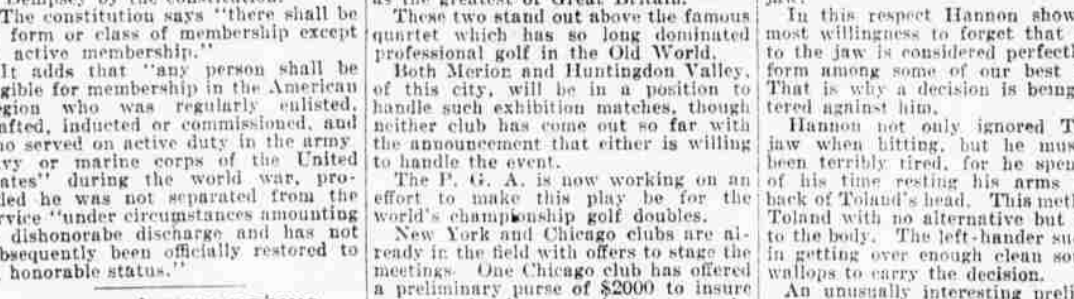 The constitution says "there shall be
form or class of membership except
active membership."
It adds that "any person shall be
gible for membership in the American
egion who was regularly enlisted,
afted, inducted or commissioned, and
ho served on active duty in the army
vy or marine corps of the United
ates" during the world war, pro-
ded he was not separated from the
rvice "under circumstances amounting
dishonorabe discharge and has not
bsequently been officially restored to
honorable status."
as the greatest of Great Britain.
These two stand out above the famous
quartet which has so long dominated
professional golf in the Old World.
Both Merion and Huntingdon Valley,
of this city, will be in a position to
handle such exhibition matches, though
neither club has come out so far with
the announcement that either is willing
to handle the event.
The P. G. A. is now working on an
effort to make this play be for the
world's championship golf doubles.
New York and Chicago clubs are al-
ready in the field with offers to stage the
meetings. One Chicago club has offered
a preliminary purse of $2000 to insure
jaw.
In this respect Hannon show
most willingness to forget that
to the jaw is considered perfectl
form among some of our best
That is why a decision is being
tered against him.
Hannon not only ignored T
jaw when hitting, but he mus
been terribly tired, for he spen
of his time resting his arms
back of Toland's head. This meth
Toland with no alternative but
to the body. The left-hander su
in getting over enough clean so
wallops to carry the decision.
An unusually interesting preli